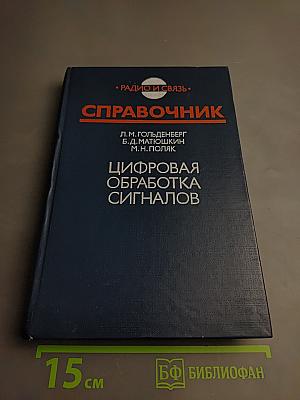 • РАДИО И СВЯЗЬ •
СПРАВОЧНИК
Л.М.ГОЛЬДЕНБЕРГ
Б.Д.МАТЮШКИН
М.Н.ПОЛЯК
ЦИФРОВАЯ
ОБРАБОТКА
СИГНАЛОВ
15 см
БФ БИБЛИОФАН